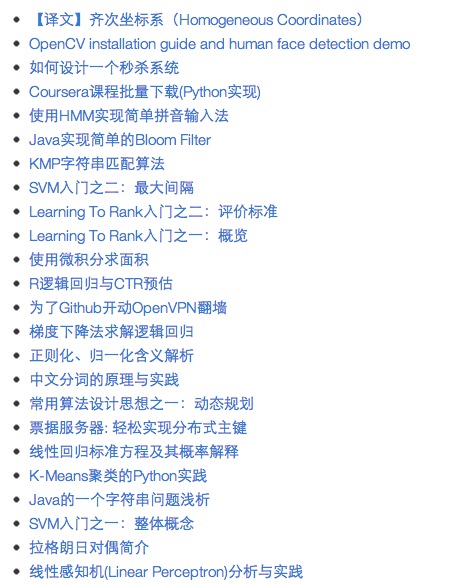 【译文】齐次坐标系（Homogeneous Coordinates）
OpenCV installation guide and human face detection demo
如何设计一个秒杀系统
Coursera课程批量下载(Python实现)
使用HMM实现简单拼音输入法
Java实现简单的Bloom Filter
KMP字符串匹配算法
SVM入门之二：最大间隔
Learning To Rank入门之二：评价标准
Learning To Rank入门之一：概览
使用微积分求面积
R逻辑回归与CTR预估
为了Github开动OpenVPN翻墙
梯度下降法求解逻辑回归
正则化、归一化含义解析
中文分词的原理与实践
常用算法设计思想之一：动态规划
票据服务器: 轻松实现分布式主键
线性回归标准方程及其概率解释
K-Means聚类的Python实践
Java的一个字符串问题浅析
SVM入门之一：整体概念
拉格朗日对偶简介
线性感知机(Linear Perceptron)分析与实践